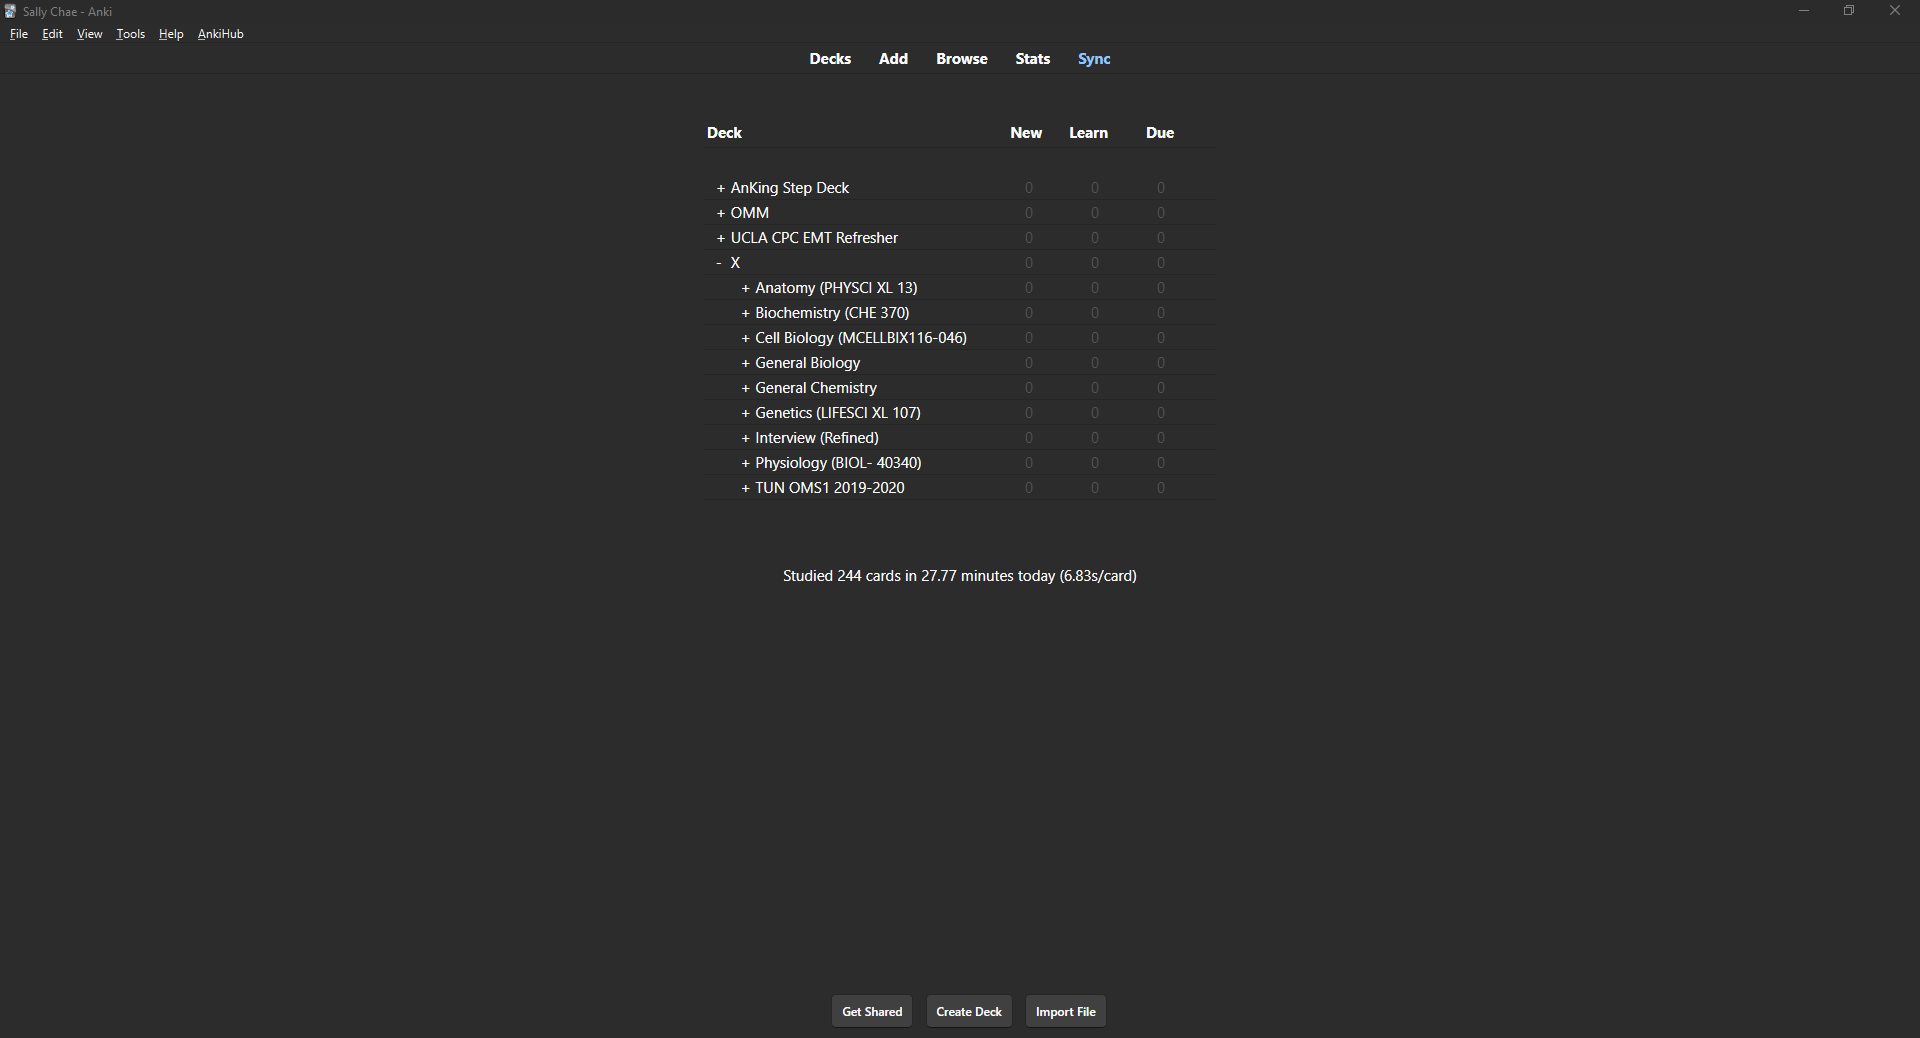 Sally Chae - Anki
File Edit View Tools Help AnkiHub
Decks Add Browse Stats Sync
Deck New Learn Due
+ AnKing Step Deck 0 0 0
+ OMM 0 0 0
+ UCLA CPC EMT Refresher 0 0 0
- X 0 0 0
+ Anatomy (PHYSCI XL 13) 0 0 0
+ Biochemistry (CHE 370) 0 0 0
+ Cell Biology (MCELLBIX116-046) 0 0 0
+ General Biology 0 0 0
+ General Chemistry 0 0 0
+ Genetics (LIFESCI XL 107) 0 0 0
+ Interview (Refined) 0 0 0
+ Physiology (BIOL- 40340) 0 0 0
+ TUN OMS1 2019-2020 0 0 0
Studied 244 cards in 27.77 minutes today (6.83s/card)
Get Shared Create Deck Import File